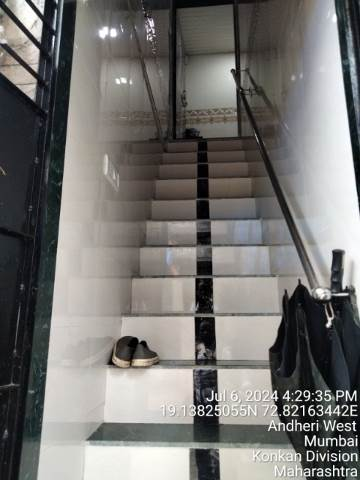 Jul 6, 2024 4:29:35 PM
19.13825055N 72.82163442E
Andheri West
Mumbai
Konkan Division
Maharashtra